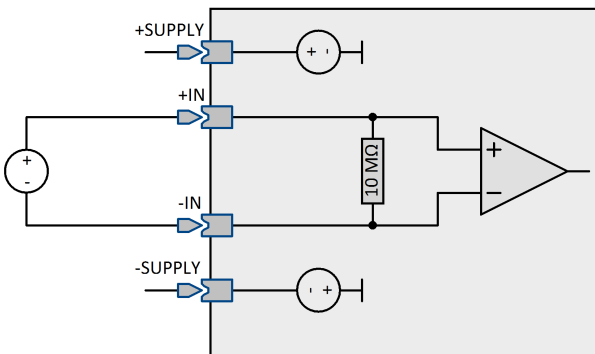 +SUPPLY
+ -
+IN
+
-
10 MΩ
+
−
-IN
-SUPPLY
- +